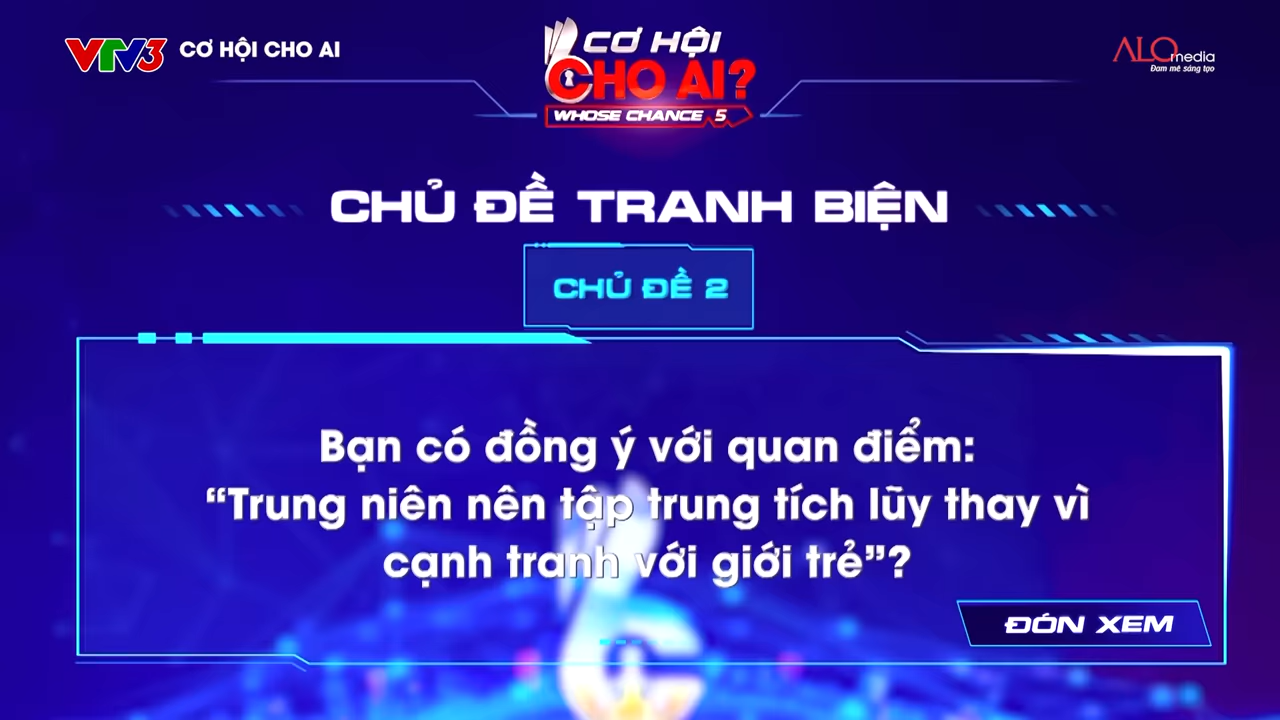 VTV3 CƠ HỘI CHO AI
CƠ HỘI
CHO AI?
WHOSE CHANCE 5
ALOmedia
Đam mê sáng tạo
CHỦ ĐỀ TRANH BIỆN
CHỦ ĐỀ 2
Bạn có đồng ý với quan điểm:
“Trung niên nên tập trung tích lũy thay vì
cạnh tranh với giới trẻ”?
ĐÓN XEM